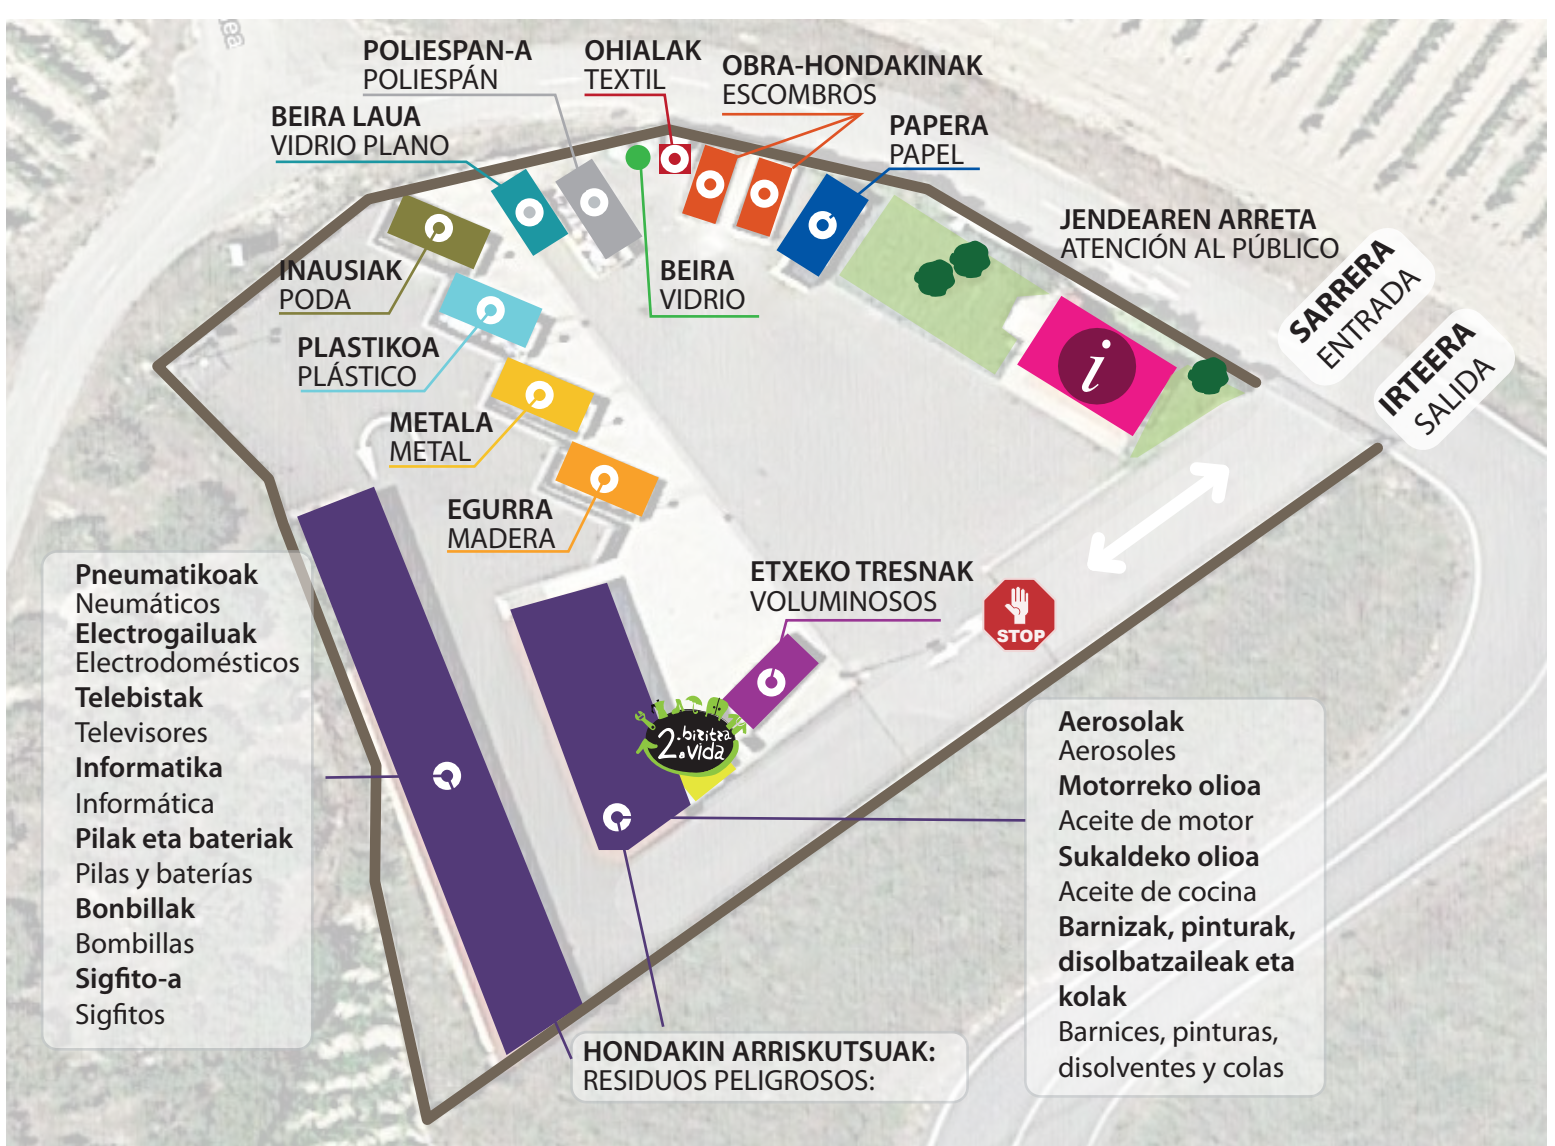 POLIESPAN-A
POLIESPÁN
OHIALAK
TEXTIL
OBRA-HONDAKINAK
ESCOMBROS
BEIRA LAUA
VIDRIO PLANO
PAPERA
PAPEL
JENDEAREN ARRETA
ATENCIÓN AL PÚBLICO
SARRERA
ENTRADA
IRTEERA
SALIDA
INAUSIAK
PODA
BEIRA
VIDRIO
i
PLASTIKOA
PLÁSTICO
METALA
METAL
EGURRA
MADERA
ETXEKO TRESNAK
VOLUMINOSOS
STOP
Pneumatikoak
Neumáticos
Electrogailuak
Electrodomésticos
Telebistak
Televisores
Informatika
Informática
Pilak eta bateriak
Pilas y baterías
Bonbillak
Bombillas
Sigfito-a
Sigfitos
2.bizitza
a.vida
Aerosolak
Aerosoles
Motorreko olioa
Aceite de motor
Sukaldeko olioa
Aceite de cocina
Barnizak, pinturak,
disolbatzaileak eta
kolak
Barnices, pinturas,
disolventes y colas
HONDAKIN ARRISKUTSUAK:
RESIDUOS PELIGROSOS: